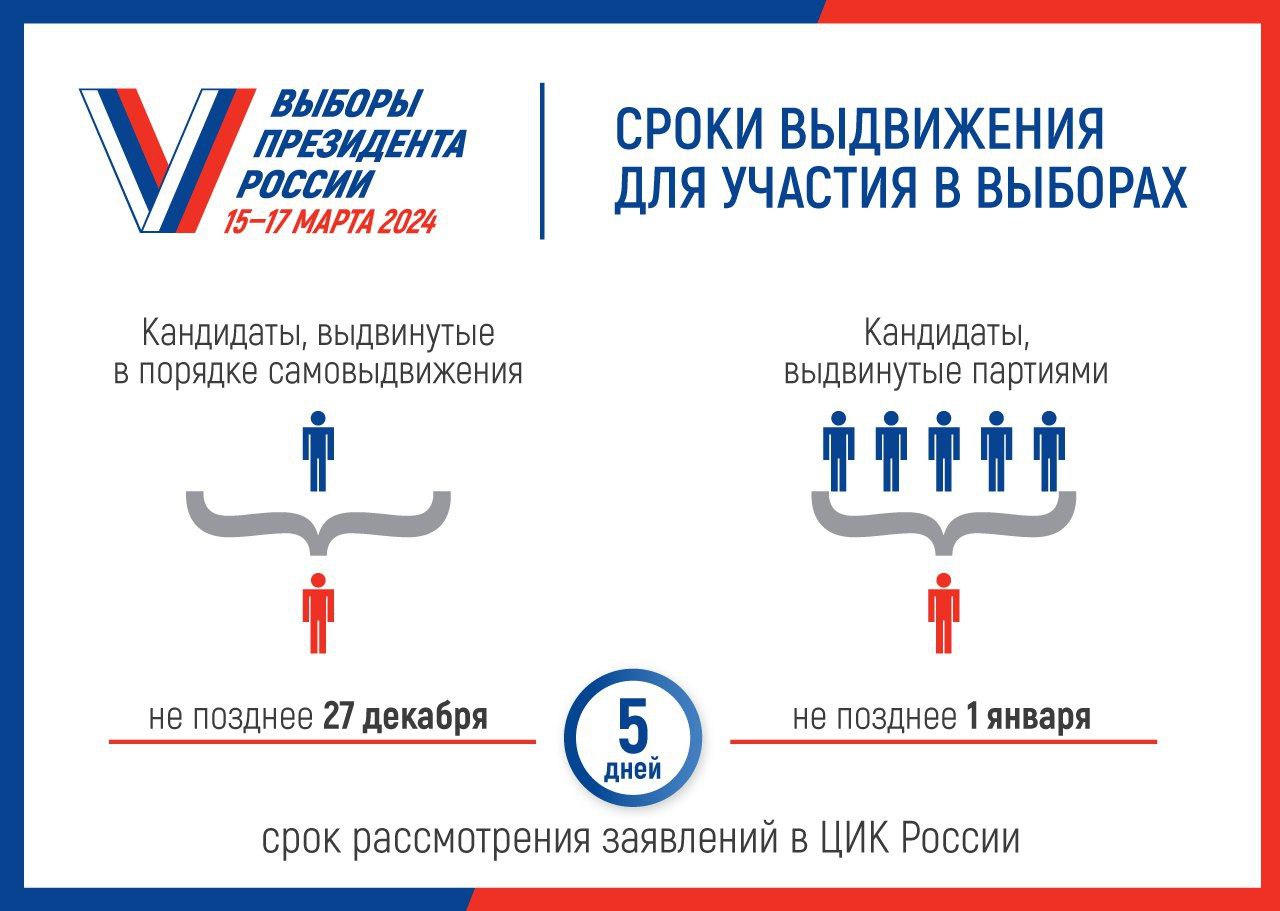 ВЫБОРЫ
ПРЕЗИДЕНТА
РОССИИ
15–17 МАРТА 2024
СРОКИ ВЫДВИЖЕНИЯ
ДЛЯ УЧАСТИЯ В ВЫБОРАХ
Кандидаты, выдвинутые
в порядке самовыдвижения
не позднее 27 декабря
Кандидаты,
выдвинутые партиями
не позднее 1 января
5
дней
срок рассмотрения заявлений в ЦИК России